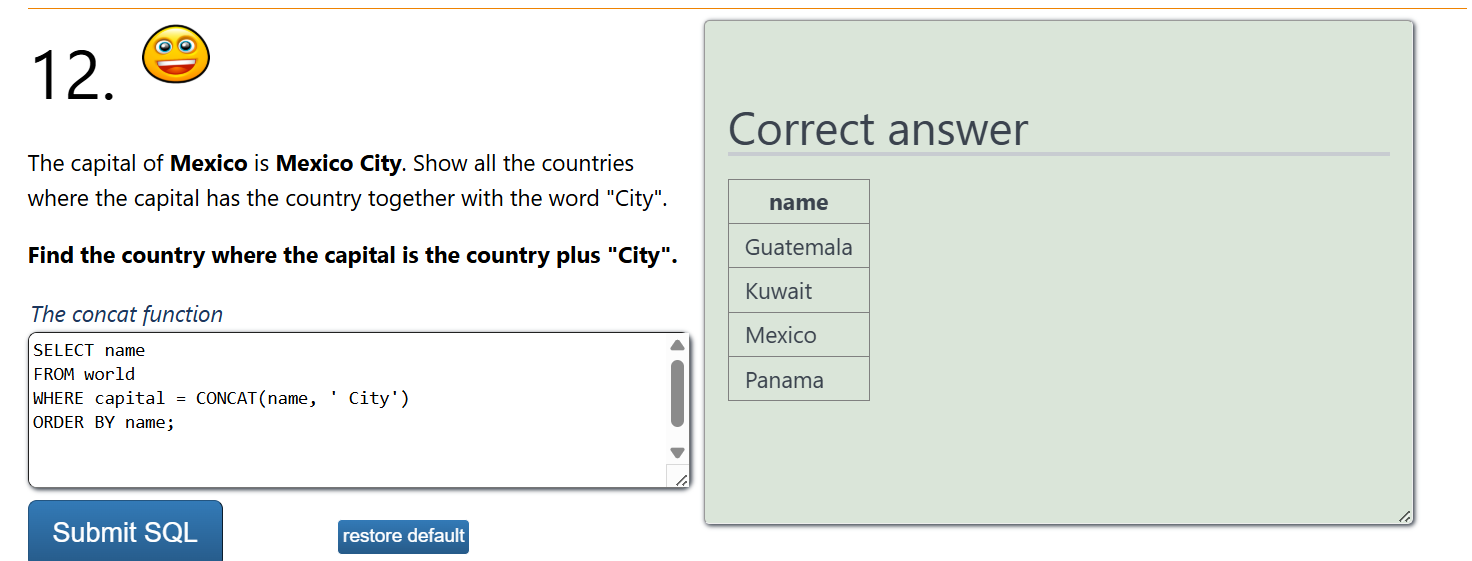 12.
The capital of Mexico is Mexico City. Show all the countries
where the capital has the country together with the word "City".
Find the country where the capital is the country plus "City".
The concat function
SELECT name
FROM world
WHERE capital = CONCAT(name, ' City')
ORDER BY name;
Submit SQL
restore default
Correct answer
name
Guatemala
Kuwait
Mexico
Panama